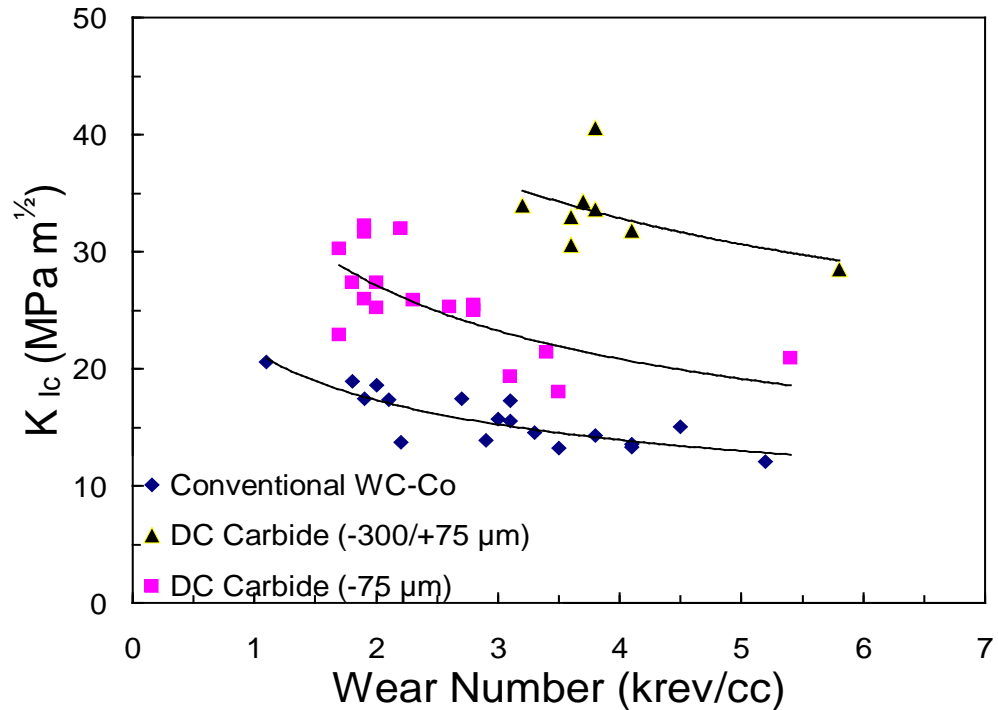 50
40
30
20
10
0
K Ic (MPa m½)
Conventional WC-Co
DC Carbide (-300/+75 µm)
DC Carbide (-75 µm)
0 1 2 3 4 5 6 7
Wear Number (krev/cc)